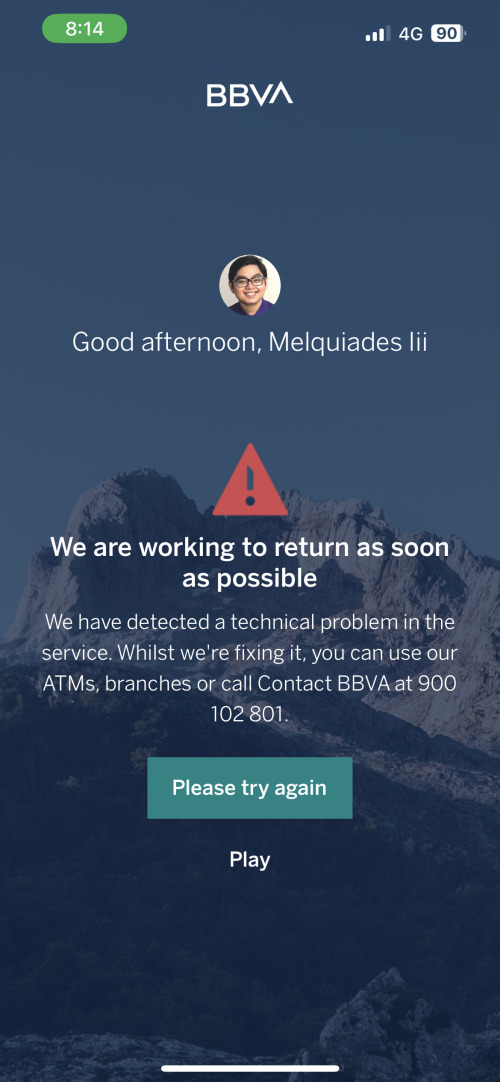 8:14
4G 90
BBVA
Good afternoon, Melquiades Iii
We are working to return as soon
as possible
We have detected a technical problem in the
service. Whilst we're fixing it, you can use our
ATMs, branches or call Contact BBVA at 900
102 801.
Please try again
Play